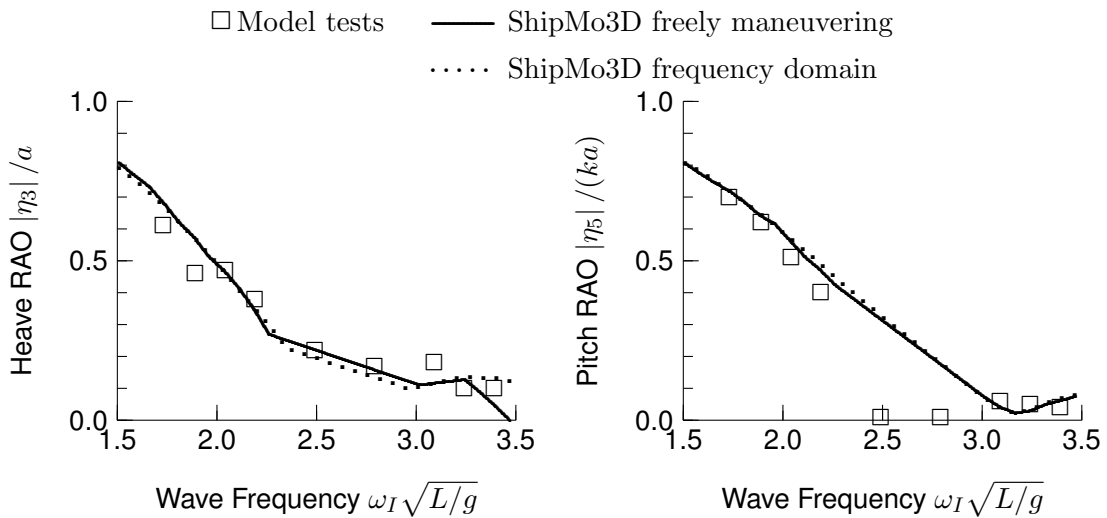 Model tests ShipMo3D freely maneuvering
ShipMo3D frequency domain
Heave RAO |η₃|/a
1.0
0.5
0.0
1.5 2.0 2.5 3.0 3.5
Wave Frequency ω_I√(L/g)
Pitch RAO |η₅|/(ka)
1.0
0.5
0.0
1.5 2.0 2.5 3.0 3.5
Wave Frequency ω_I√(L/g)